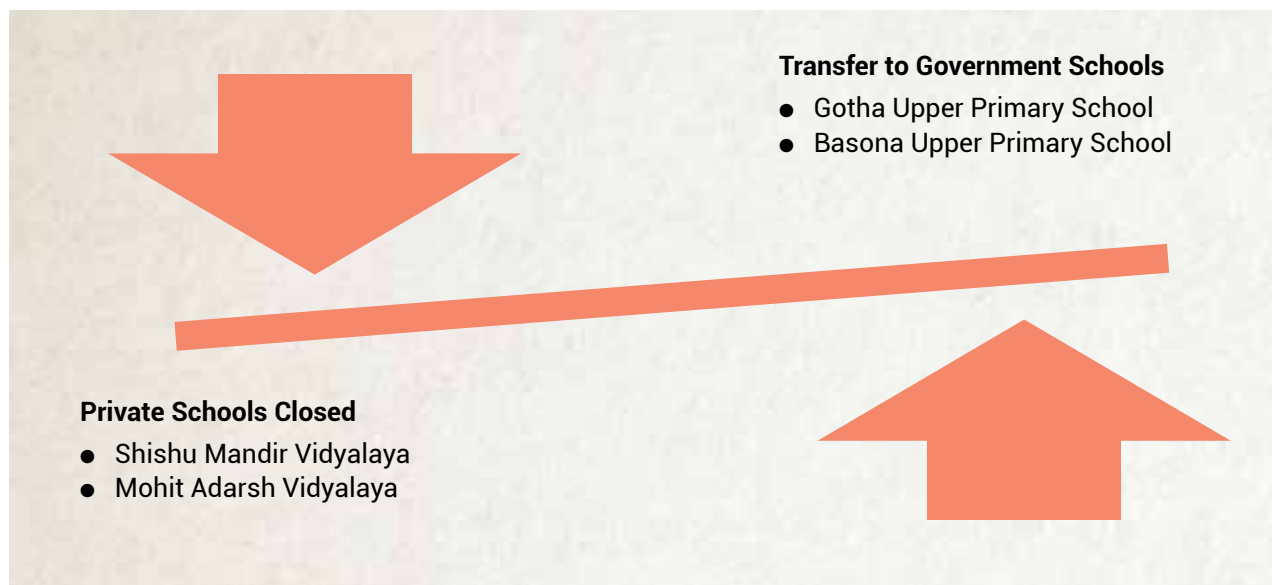 Transfer to Government Schools
● Gotha Upper Primary School
● Basona Upper Primary School
Private Schools Closed
● Shishu Mandir Vidyalaya
● Mohit Adarsh Vidyalaya